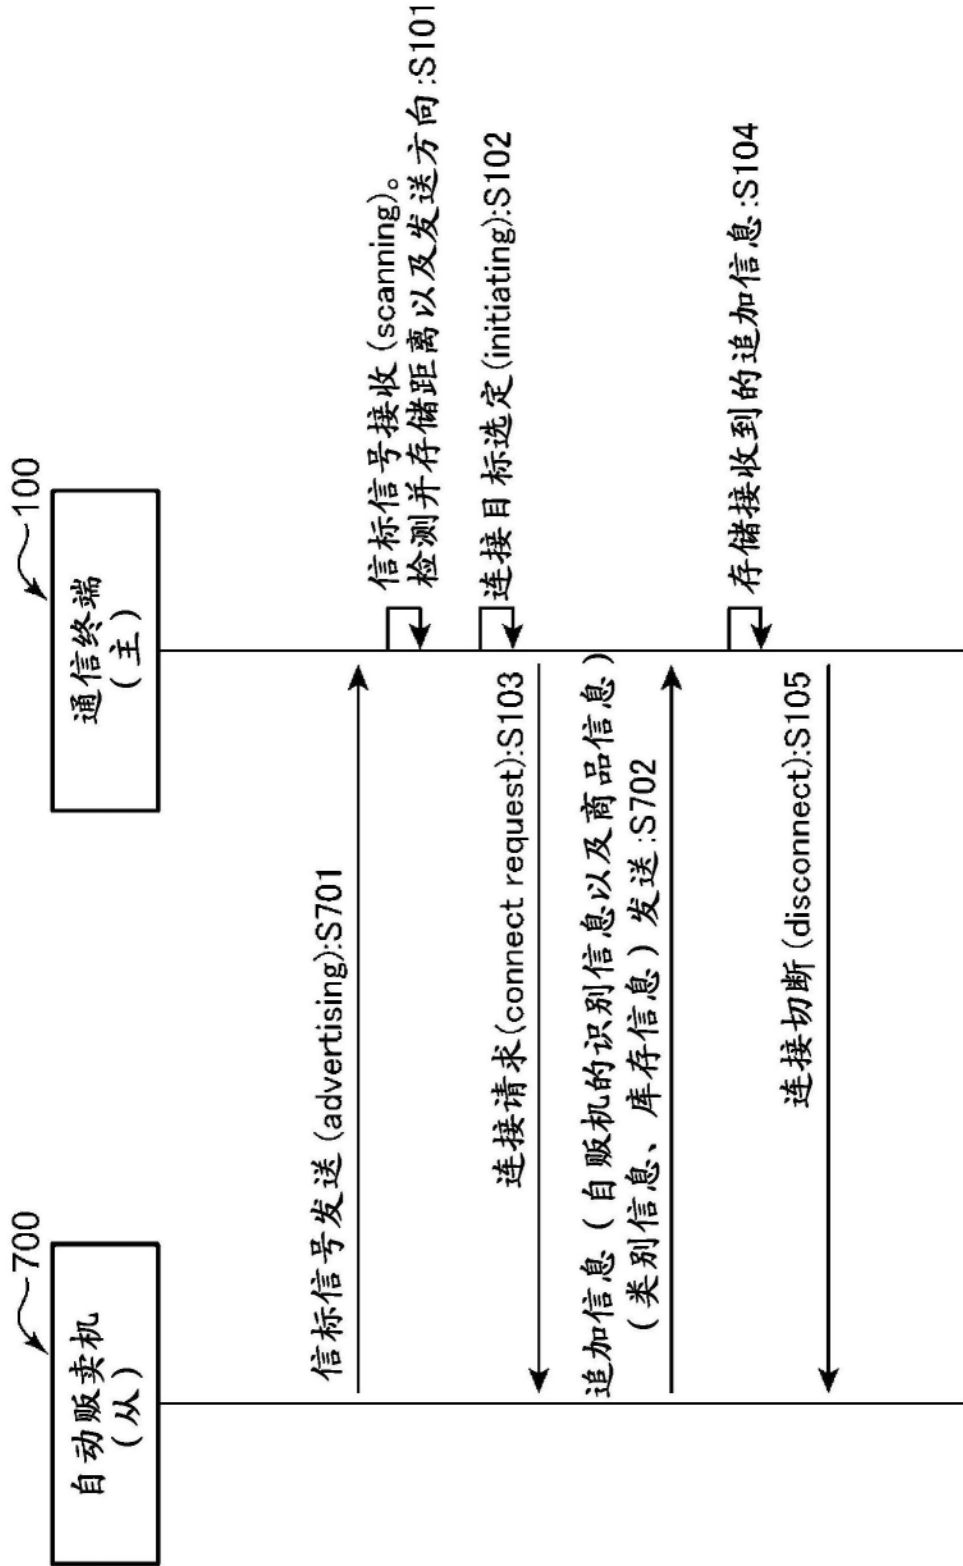 700
自动贩卖机
（从）
100
通信终端
（主）
信标信号发送(advertising):S701
信标信号接收(scanning)。
检测并存储距离以及发送方向:S101
连接目标选定(initiating):S102
连接请求(connect request):S103
追加信息（自贩机的识别信息以及商品信息）
（类别信息、库存信息）发送:S702
存储接收到的追加信息:S104
连接切断(disconnect):S105